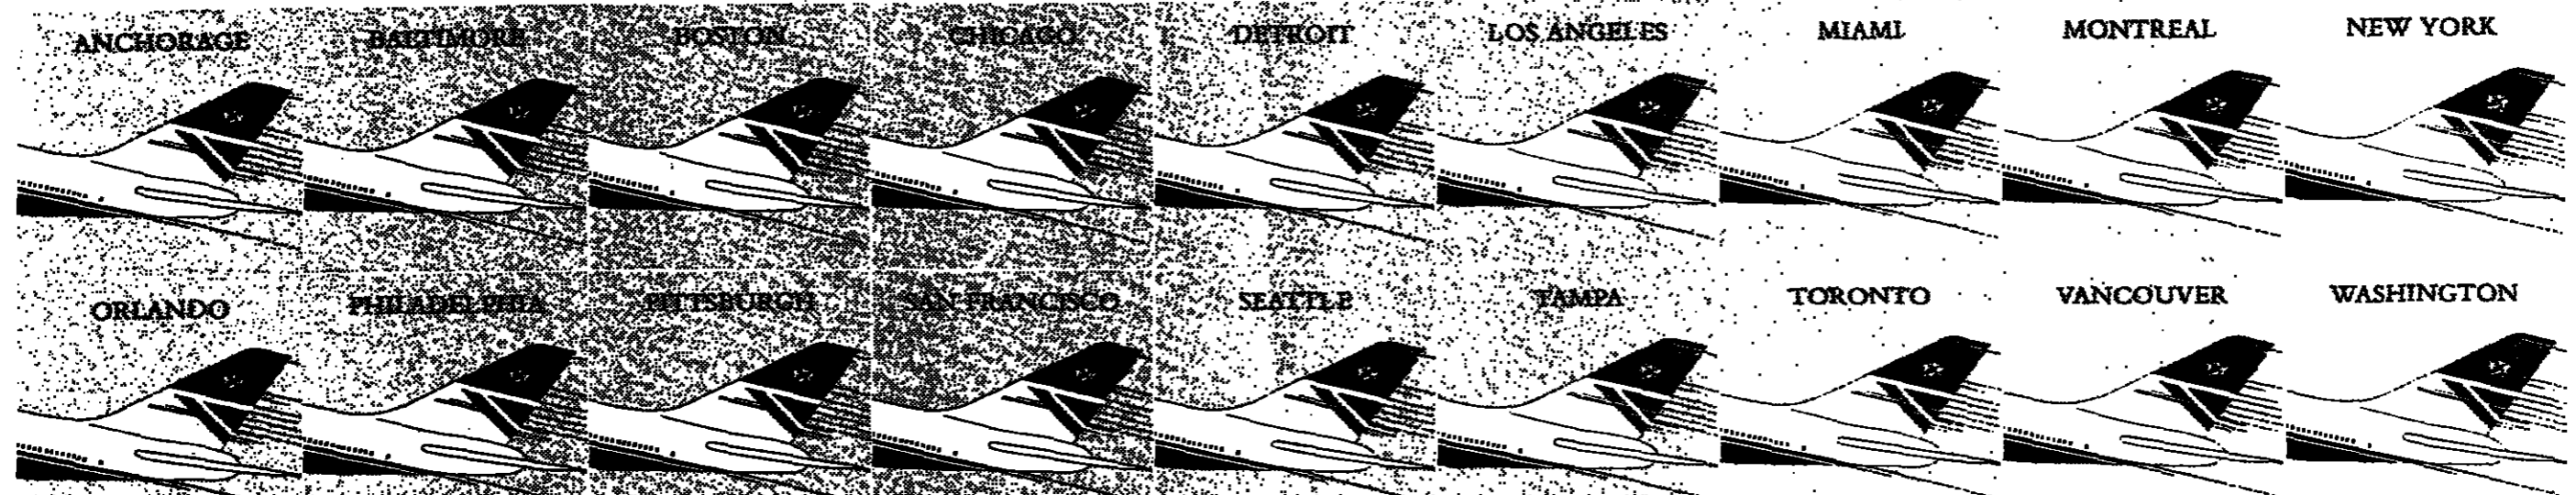 ANCHORAGE BALTIMORE BOSTON CHICAGO DETROIT LOS ANGELES MIAMI MONTREAL NEW YORK
ORLANDO PHILADELPHIA PITTSBURGH SAN FRANCISCO SEATTLE TAMPA TORONTO VANCOUVER WASHINGTON